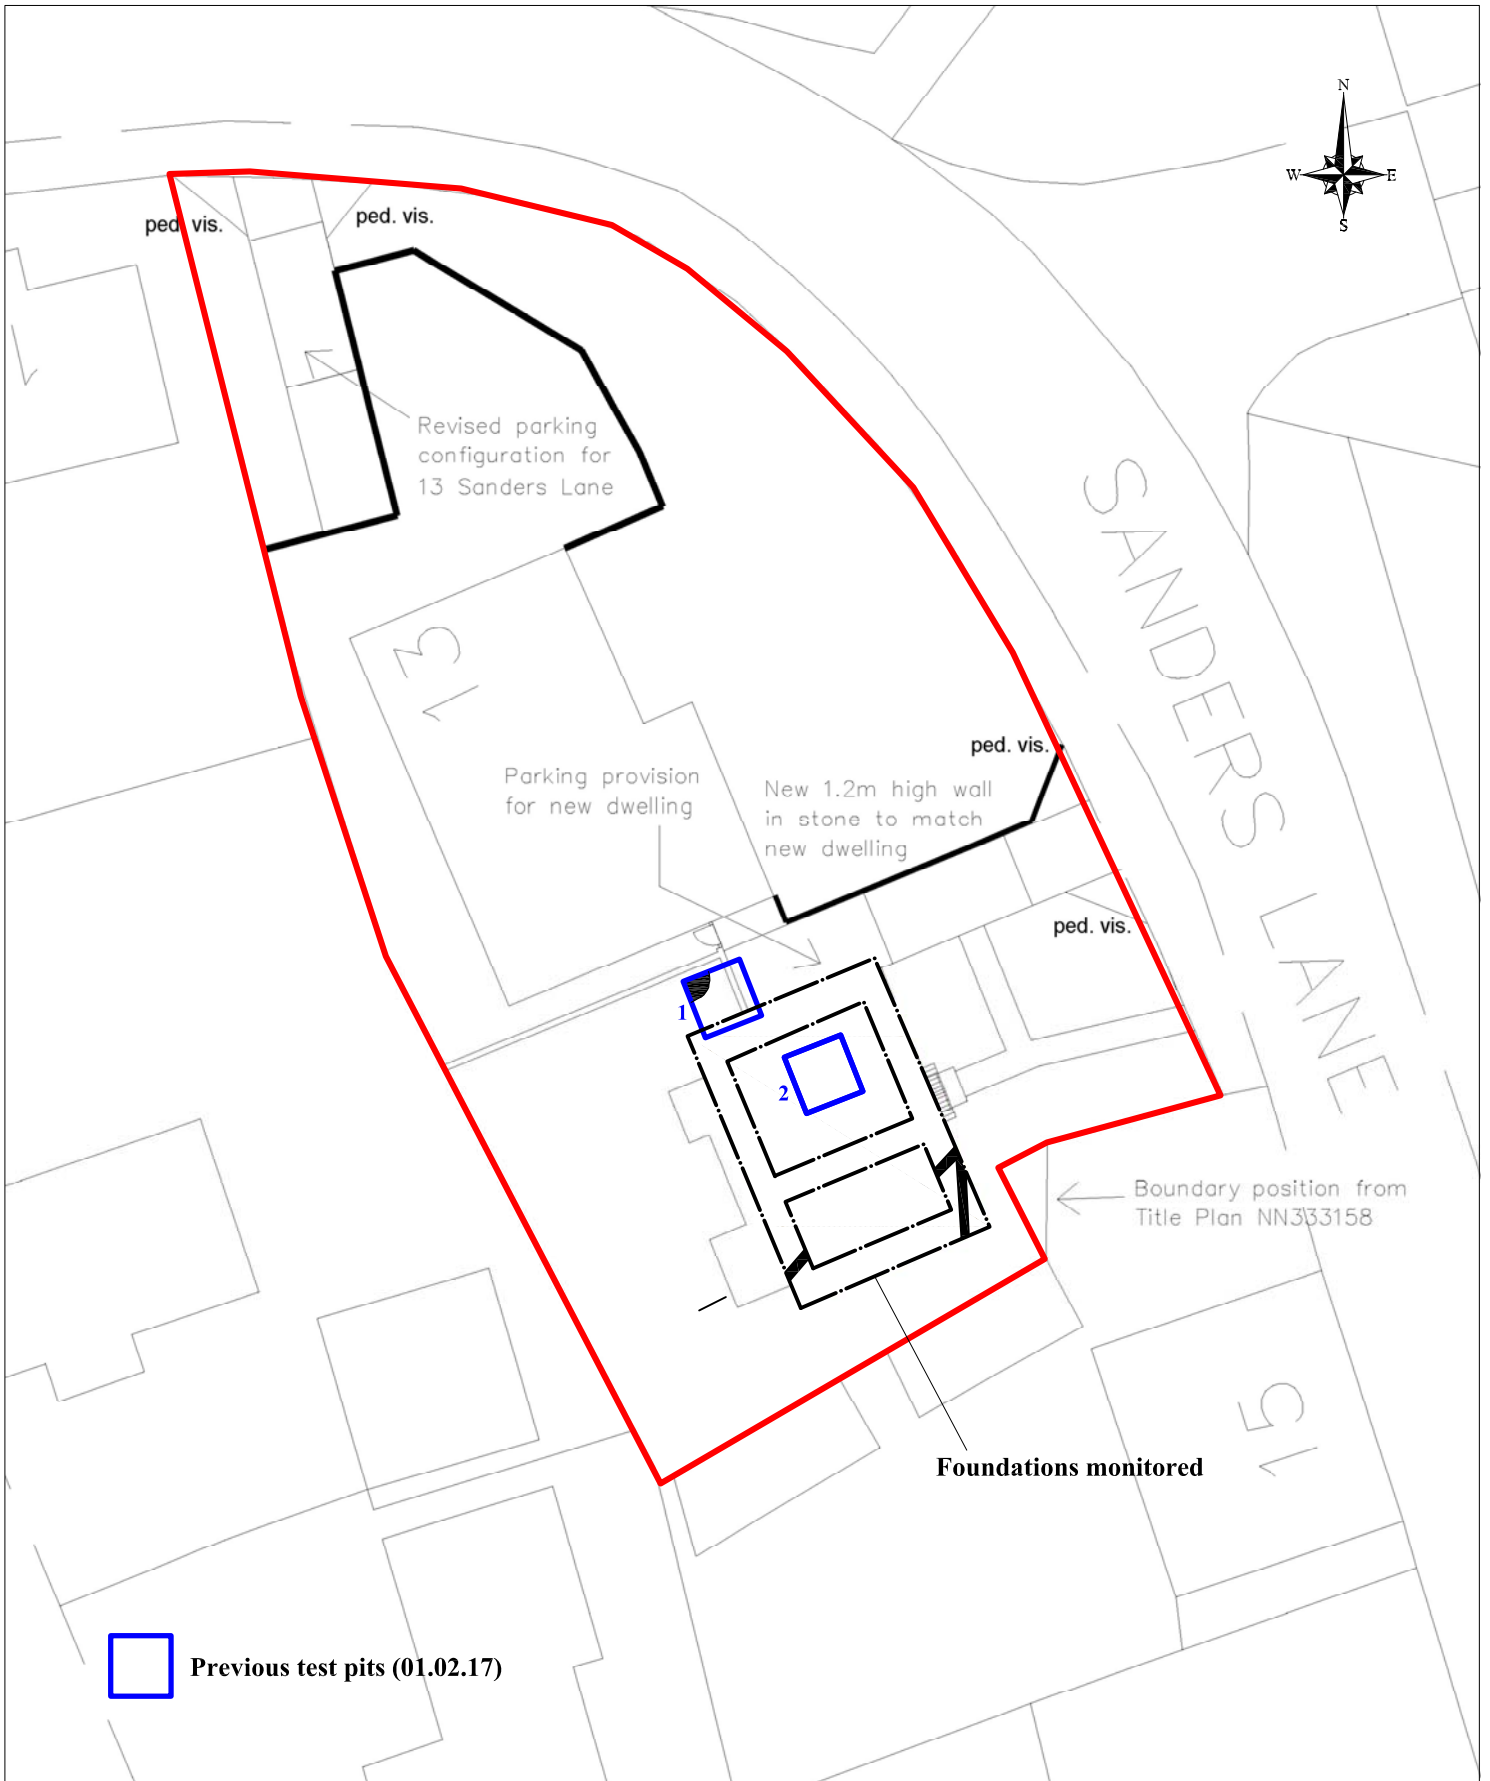 N
W E
S
ped. vis.
ped. vis.
Revised parking
configuration for
13 Sanders Lane
SANDERS LANE
13
ped. vis.
Parking provision
for new dwelling
New 1.2m high wall
in stone to match
new dwelling
ped. vis.
1
2
Boundary position from
Title Plan NN333158
15
Foundations monitored
Previous test pits (01.02.17)